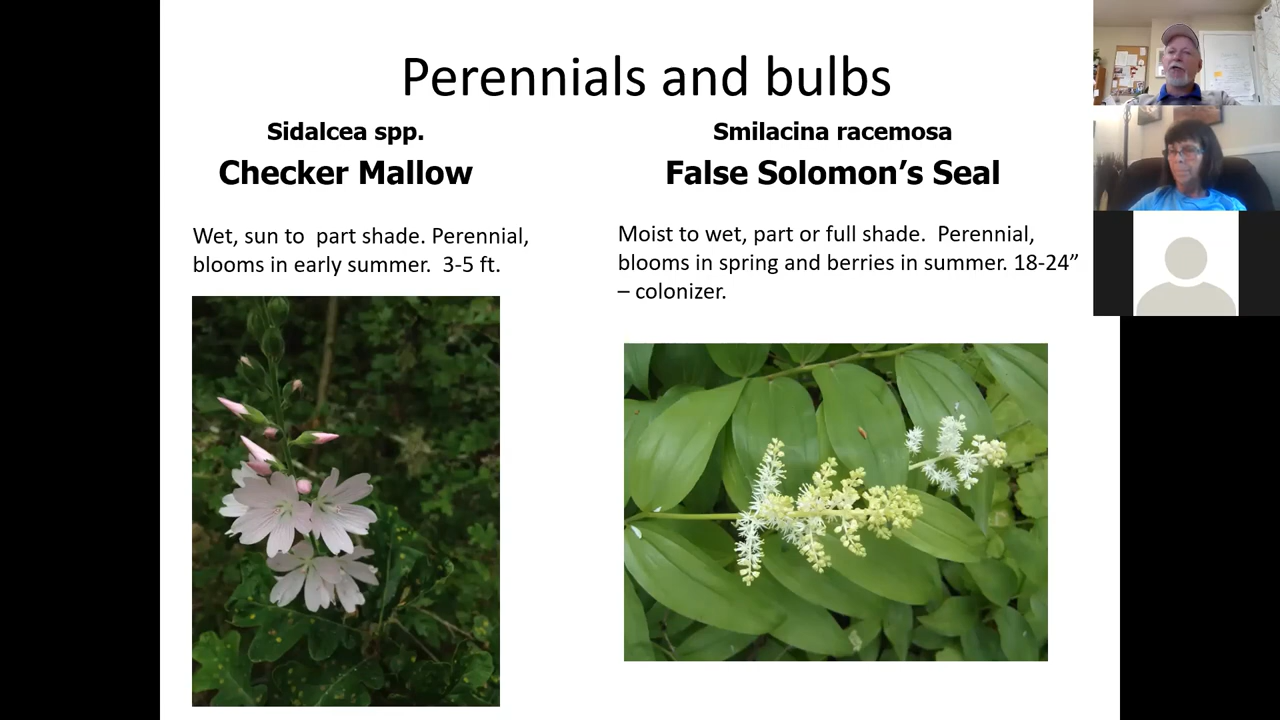 Perennials and bulbs
Sidalcea spp.
Checker Mallow
Wet, sun to  part shade. Perennial,
blooms in early summer.  3-5 ft.
Smilacina racemosa
False Solomon’s Seal
Moist to wet, part or full shade.  Perennial,
blooms in spring and berries in summer. 18-24”
– colonizer.